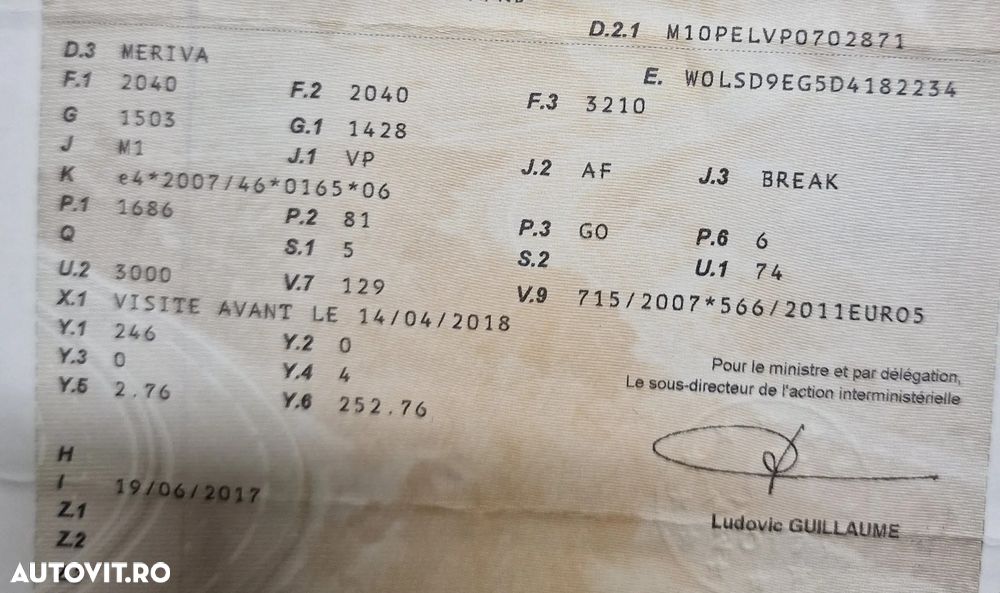 D.2.1 M10PELVP0702871
D.3 MERIVA
E. W0LSD9EG5D4182234
F.1 2040 F.2 2040 F.3 3210
G 1503 G.1 1428
J M1 J.1 VP J.2 AF J.3 BREAK
K e4*2007/46*0165*06
P.1 1686 P.2 81 P.3 GO P.6 6
Q S.1 5 S.2 U.1 74
U.2 3000 V.7 129 V.9 715/2007*566/2011EURO5
X.1 VISITE AVANT LE 14/04/2018
Y.1 246 Y.2 0
Y.3 0 Y.4 4
Y.5 2.76 Y.6 252.76
Pour le ministre et par délégation,
Le sous-directeur de l'action interministérielle
H
I 19/06/2017
Z.1
Z.2
Ludovic GUILLAUME
AUTOVIT.RO